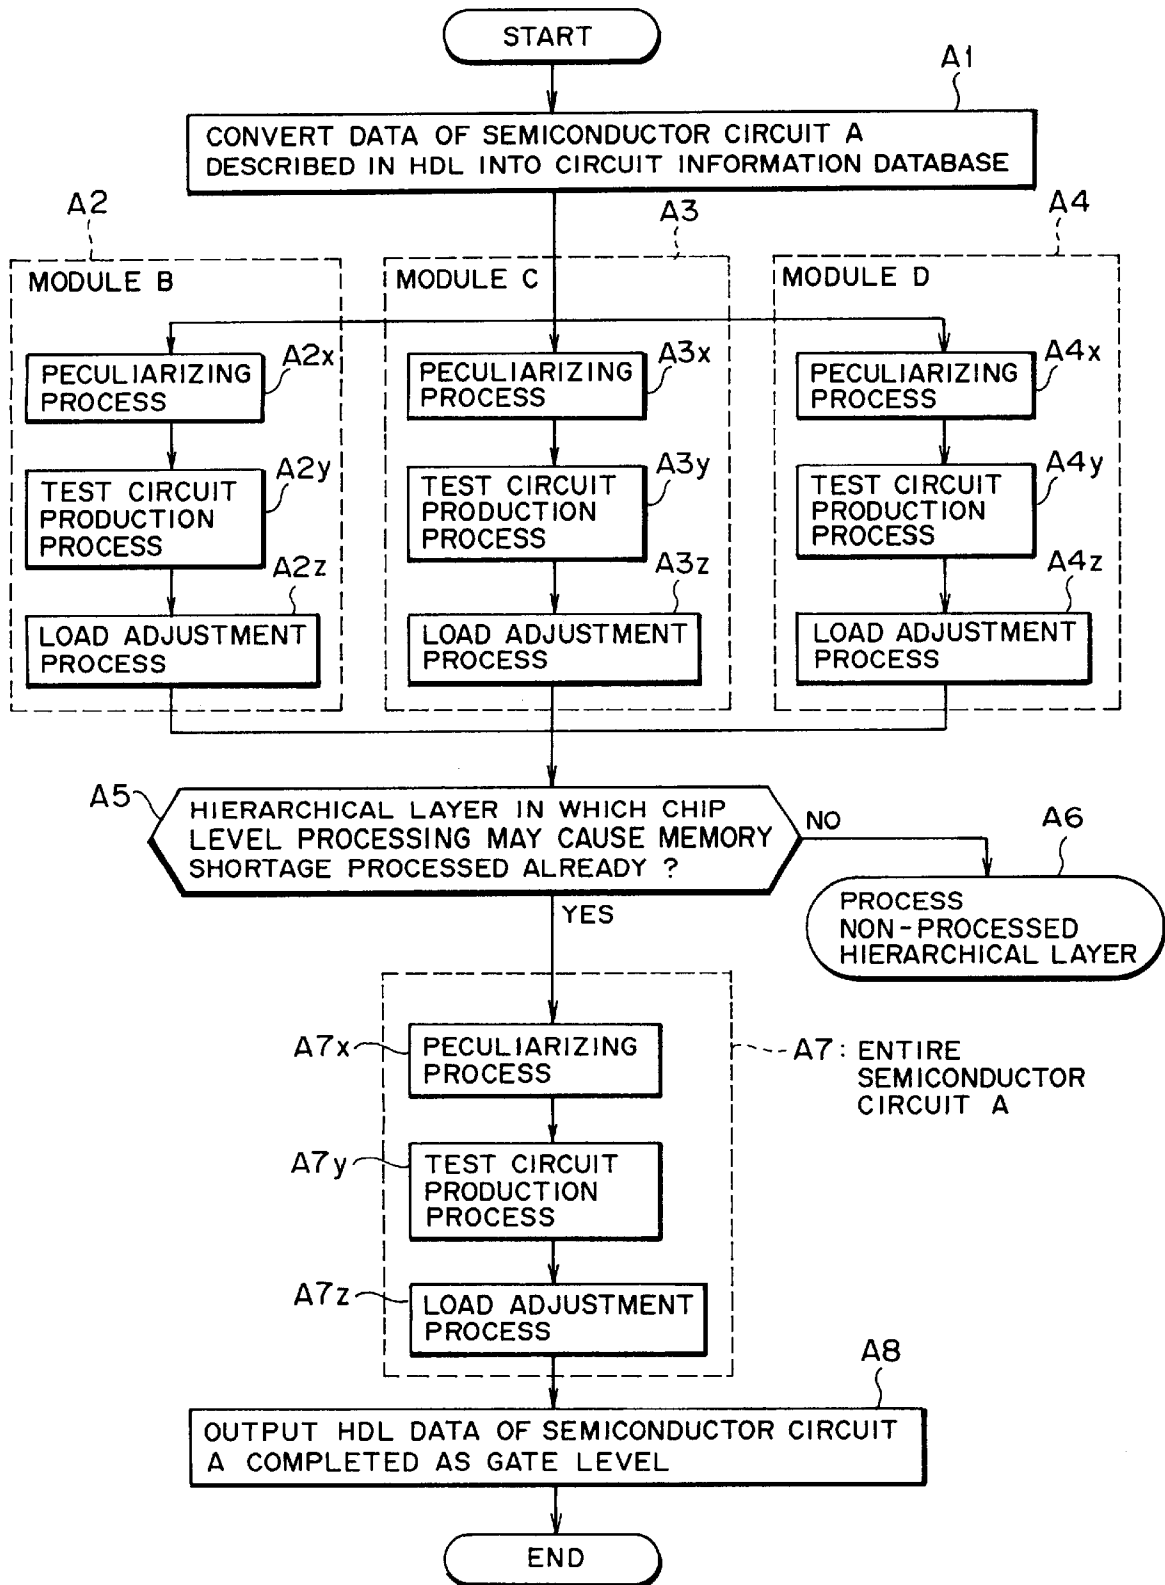 START
A1
CONVERT DATA OF SEMICONDUCTOR CIRCUIT A
DESCRIBED IN HDL INTO CIRCUIT INFORMATION DATABASE
A2
A3
A4
MODULE B
MODULE C
MODULE D
A2x
PECULIARIZING
PROCESS
A3x
PECULIARIZING
PROCESS
A4x
PECULIARIZING
PROCESS
A2y
TEST CIRCUIT
PRODUCTION
PROCESS
A3y
TEST CIRCUIT
PRODUCTION
PROCESS
A4y
TEST CIRCUIT
PRODUCTION
PROCESS
A2z
LOAD ADJUSTMENT
PROCESS
A3z
LOAD ADJUSTMENT
PROCESS
A4z
LOAD ADJUSTMENT
PROCESS
A5
HIERARCHICAL LAYER IN WHICH CHIP
LEVEL PROCESSING MAY CAUSE MEMORY
SHORTAGE PROCESSED ALREADY ?
NO
A6
PROCESS
NON-PROCESSED
HIERARCHICAL LAYER
YES
A7x
PECULIARIZING
PROCESS
A7: ENTIRE
SEMICONDUCTOR
CIRCUIT A
A7y
TEST CIRCUIT
PRODUCTION
PROCESS
A7z
LOAD ADJUSTMENT
PROCESS
A8
OUTPUT HDL DATA OF SEMICONDUCTOR CIRCUIT
A COMPLETED AS GATE LEVEL
END